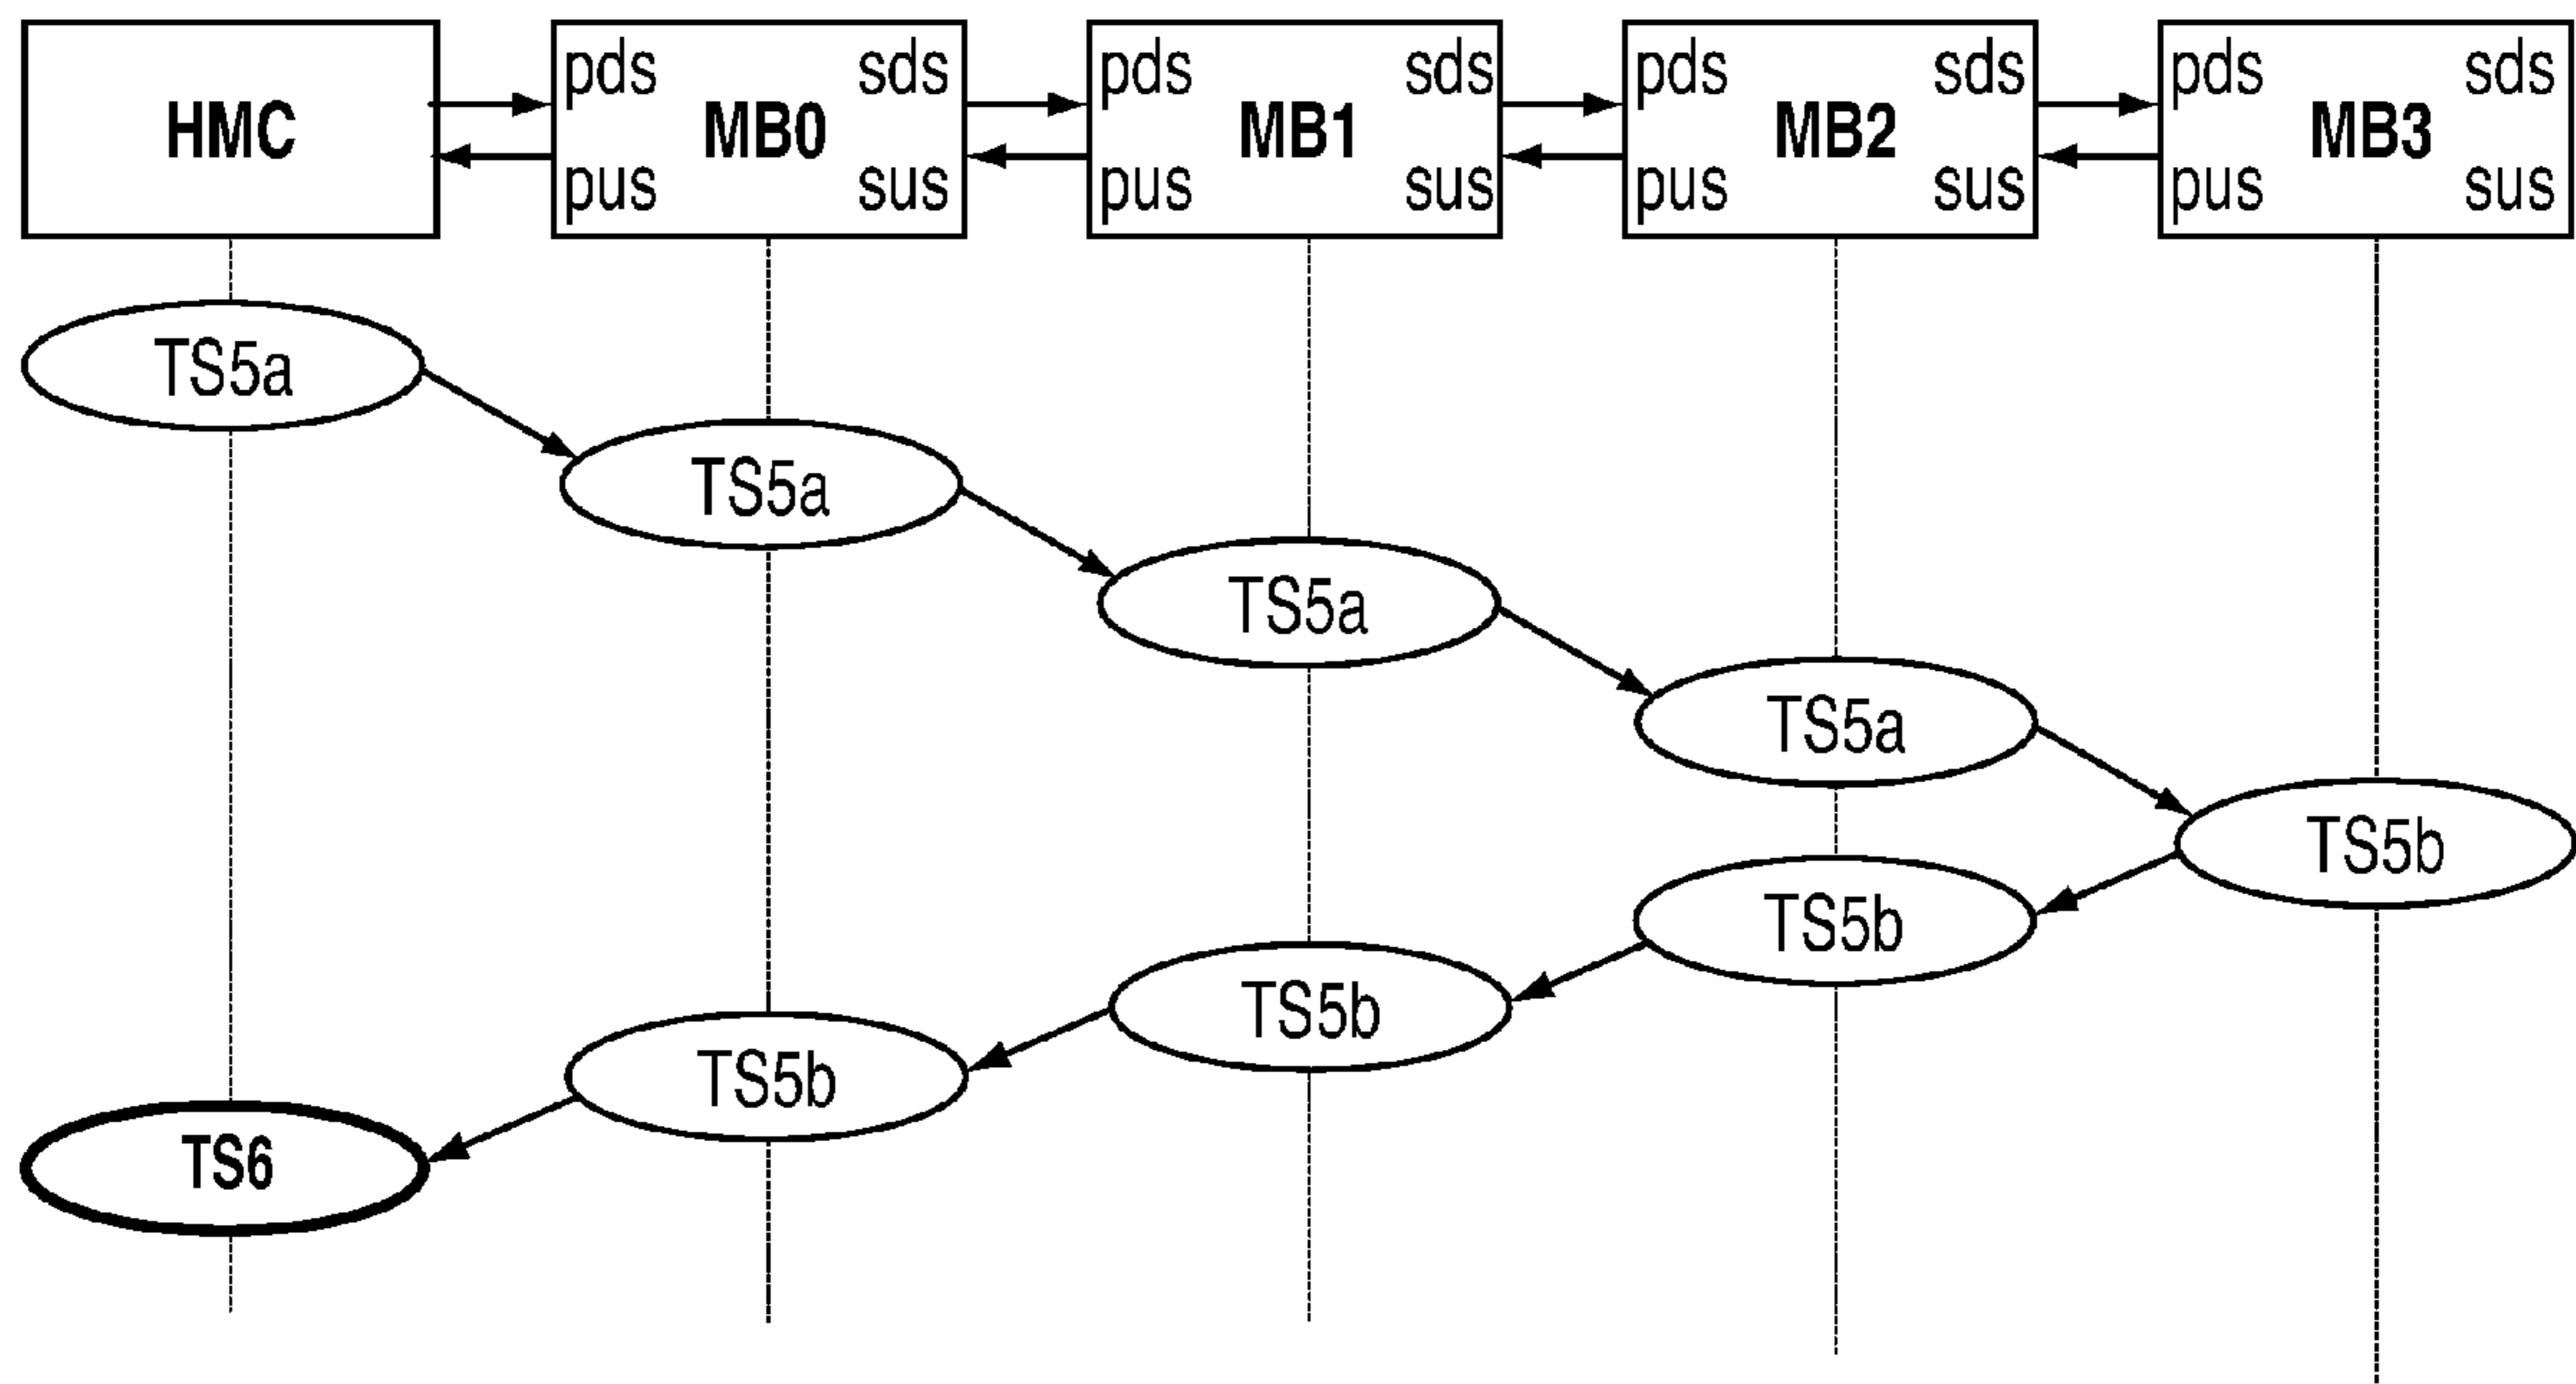 HMC
pds sds
MB0
pus sus
pds sds
MB1
pus sus
pds sds
MB2
pus sus
pds sds
MB3
pus sus
TS5a
TS5a
TS5a
TS5a
TS5b
TS5b
TS5b
TS5b
TS6